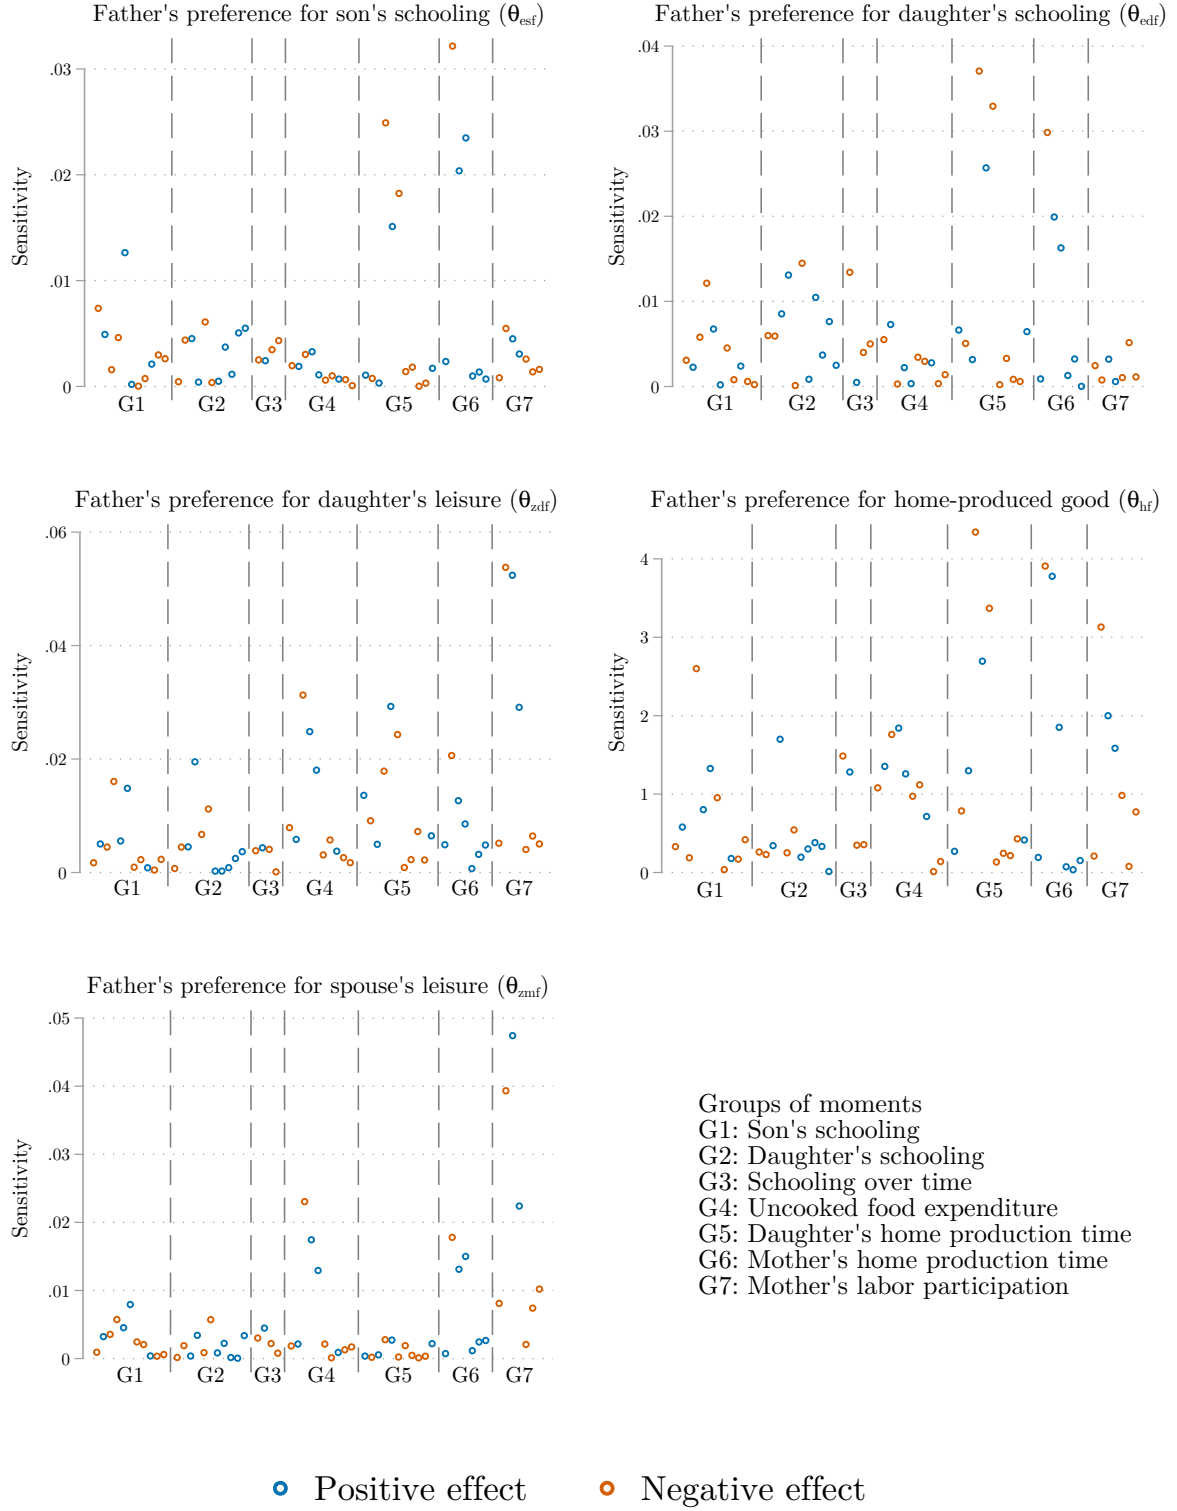 Father's preference for son's schooling (θesf)
Sensitivity
.03
.02
.01
0
G1 G2 G3 G4 G5 G6 G7
Father's preference for daughter's schooling (θedf)
Sensitivity
.04
.03
.02
.01
0
G1 G2 G3 G4 G5 G6 G7
Father's preference for daughter's leisure (θzdf)
Sensitivity
.06
.04
.02
0
G1 G2 G3 G4 G5 G6 G7
Father's preference for home-produced good (θhf)
Sensitivity
4
3
2
1
0
G1 G2 G3 G4 G5 G6 G7
Father's preference for spouse's leisure (θzmf)
Sensitivity
.05
.04
.03
.02
.01
0
G1 G2 G3 G4 G5 G6 G7
Groups of moments
G1: Son's schooling
G2: Daughter's schooling
G3: Schooling over time
G4: Uncooked food expenditure
G5: Daughter's home production time
G6: Mother's home production time
G7: Mother's labor participation
Positive effect Negative effect